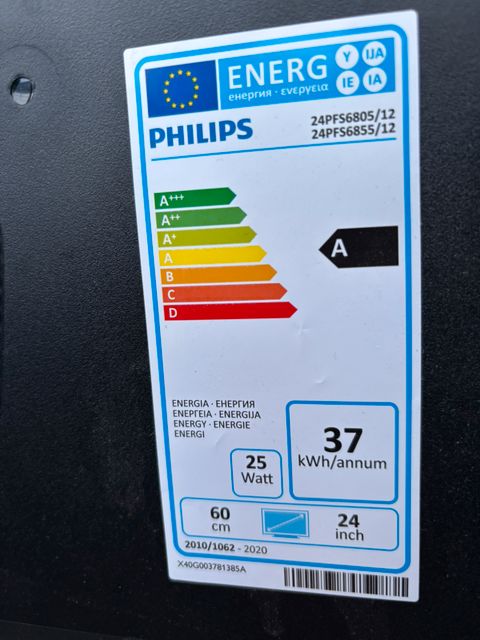 ENERG
енергия · ενεργεια
Y
IJA
IE
IA
PHILIPS
24PFS6805/12
24PFS6855/12
A+++
A++
A+
A
B
C
D
A
ENERGIA · ЕНЕРГИЯ
ΕΝΕΡΓΕΙΑ · ENERGIJA
ENERGY · ENERGIE
ENERGI
37
kWh/annum
25
Watt
60
cm
24
inch
2010/1062 - 2020
X40G003781385A